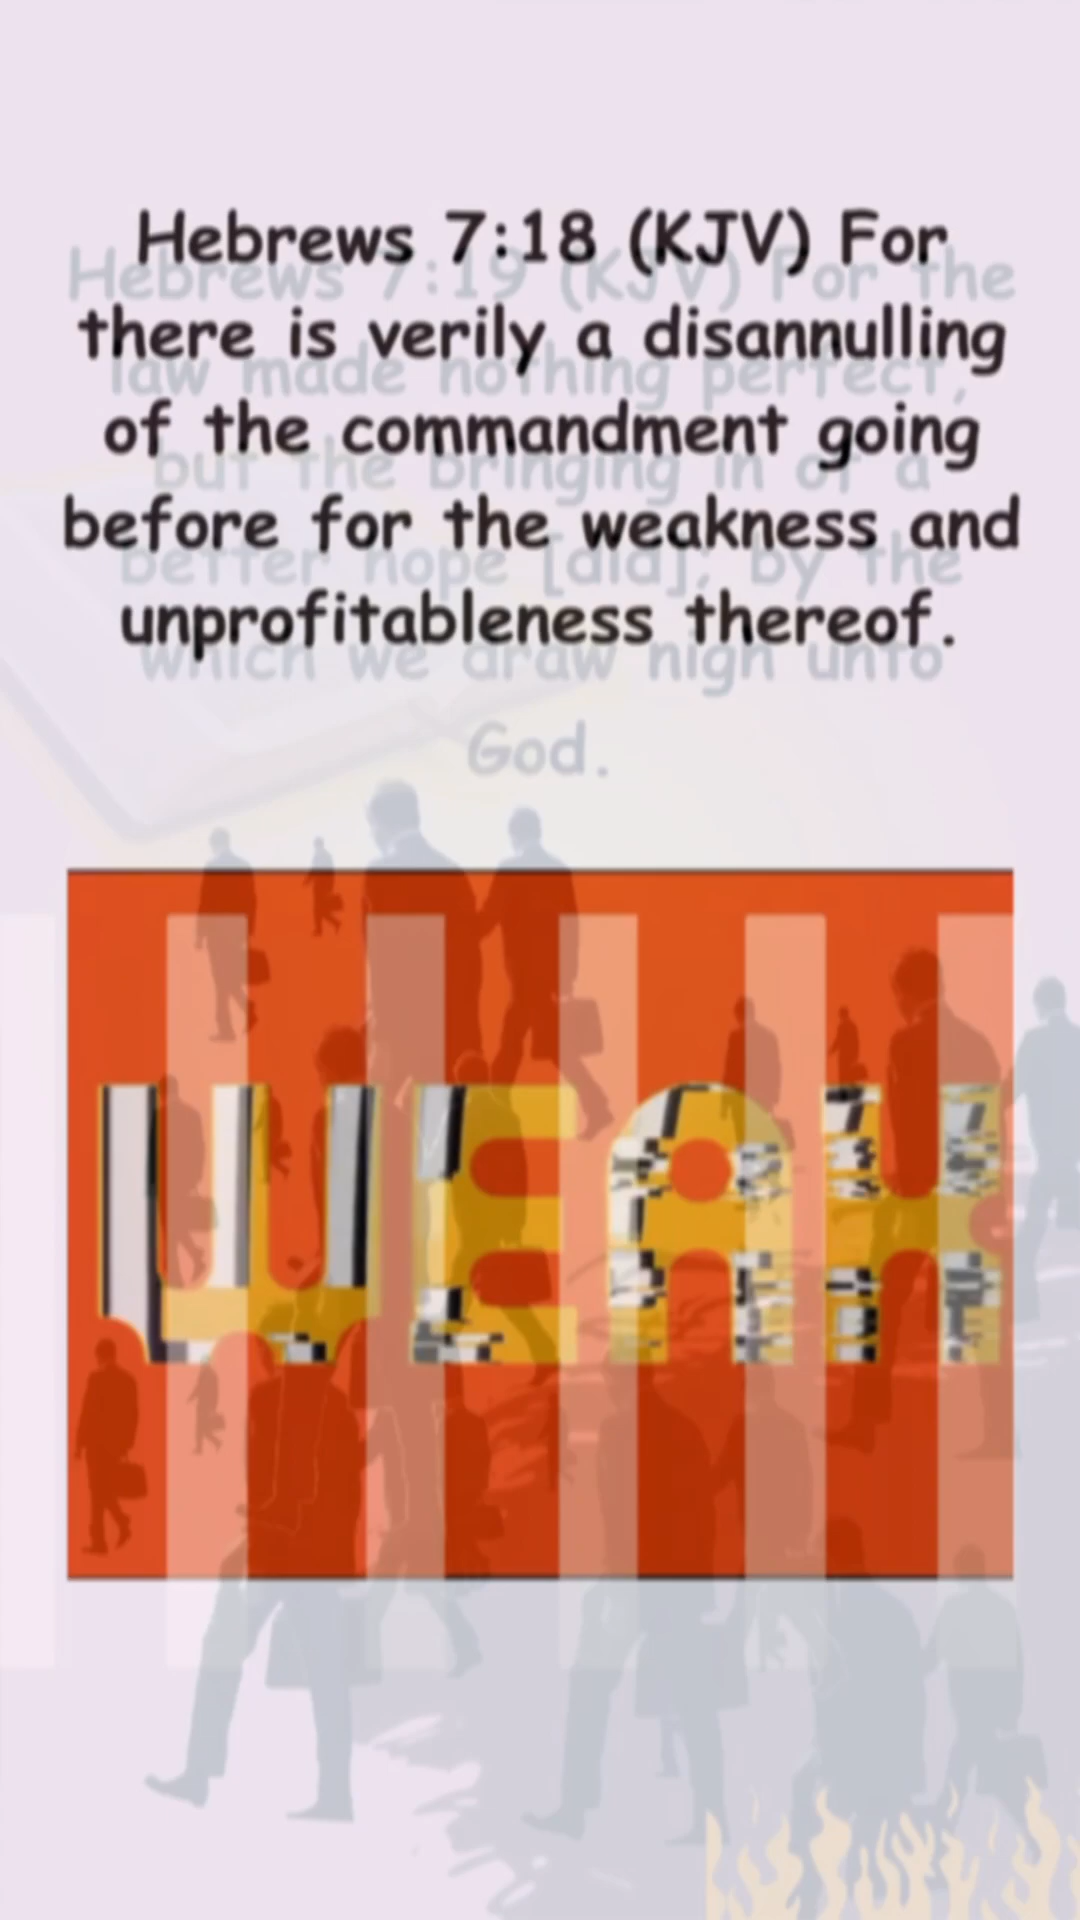 Hebrews 7:18 (KJV) For
there is verily a disannulling
of the commandment going
before for the weakness and
unprofitableness thereof.
Hebrews 7:19 (KJV) For the
law made nothing perfect,
but the bringing in of a
better hope [did]; by the
which we draw nigh unto
God.
WEAK